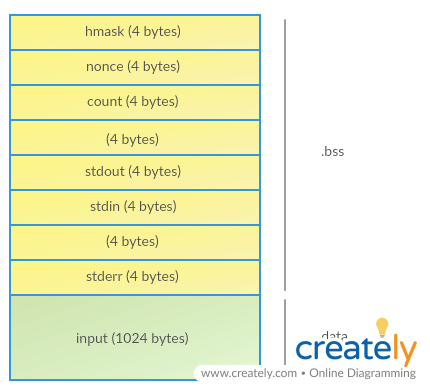 hmask (4 bytes)
nonce (4 bytes)
count (4 bytes)
(4 bytes)
.bss
stdout (4 bytes)
stdin (4 bytes)
(4 bytes)
stderr (4 bytes)
input (1024 bytes)
data
creately
www.creately.com • Online Diagramming